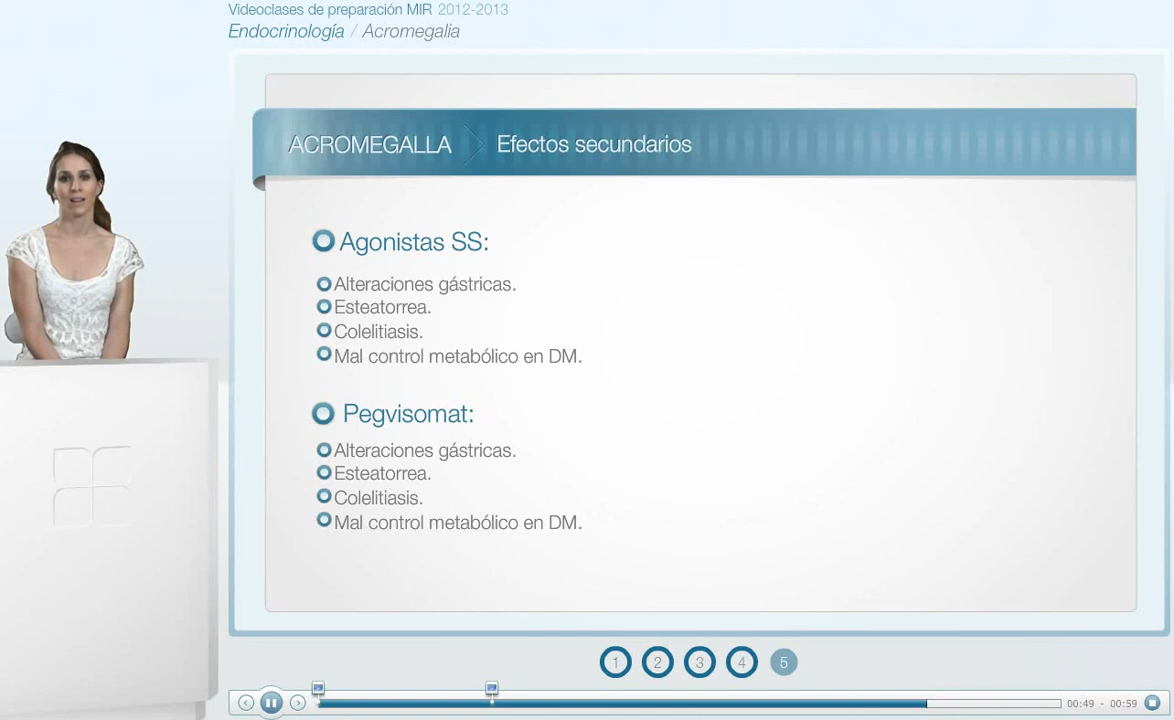 Videoclases de preparación MIR 2012-2013
Endocrinología / Acromegalia
ACROMEGALLA Efectos secundarios
Agonistas SS:
Alteraciones gástricas.
Esteatorrea.
Colelitiasis.
Mal control metabólico en DM.
Pegvisomat:
Alteraciones gástricas.
Esteatorrea.
Colelitiasis.
Mal control metabólico en DM.
1 2 3 4 5
00:49 - 00:59